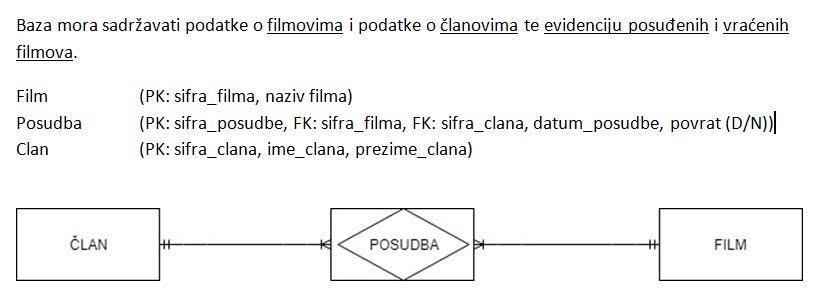 Baza mora sadržavati podatke o filmovima i podatke o članovima te evidenciju posuđenih i vraćenih
filmova.
Film (PK: sifra_filma, naziv filma)
Posudba (PK: sifra_posudbe, FK: sifra_filma, FK: sifra_clana, datum_posudbe, povrat (D/N))
Clan (PK: sifra_clana, ime_clana, prezime_clana)
ČLAN POSUDBA FILM